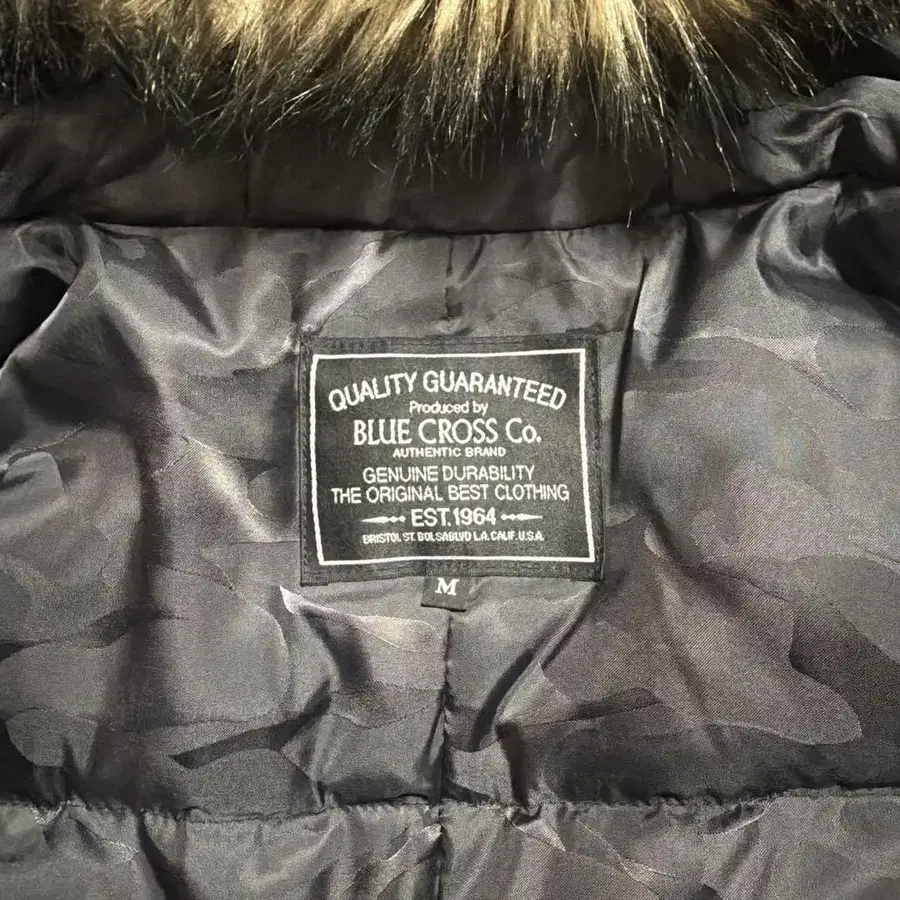 QUALITY GUARANTEED
Produced by
BLUE CROSS Co.
AUTHENTIC BRAND
GENUINE DURABILITY
THE ORIGINAL BEST CLOTHING
EST.1964
BRISTOL ST. BOLSABLVD L.A. CALIF. U.S.A.
M